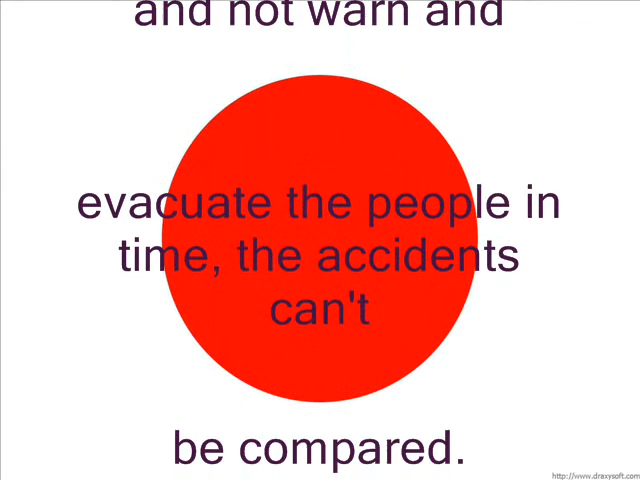 and not warn and
evacuate the people in
time, the accidents
can't
be compared.
http://www.draxysoft.com